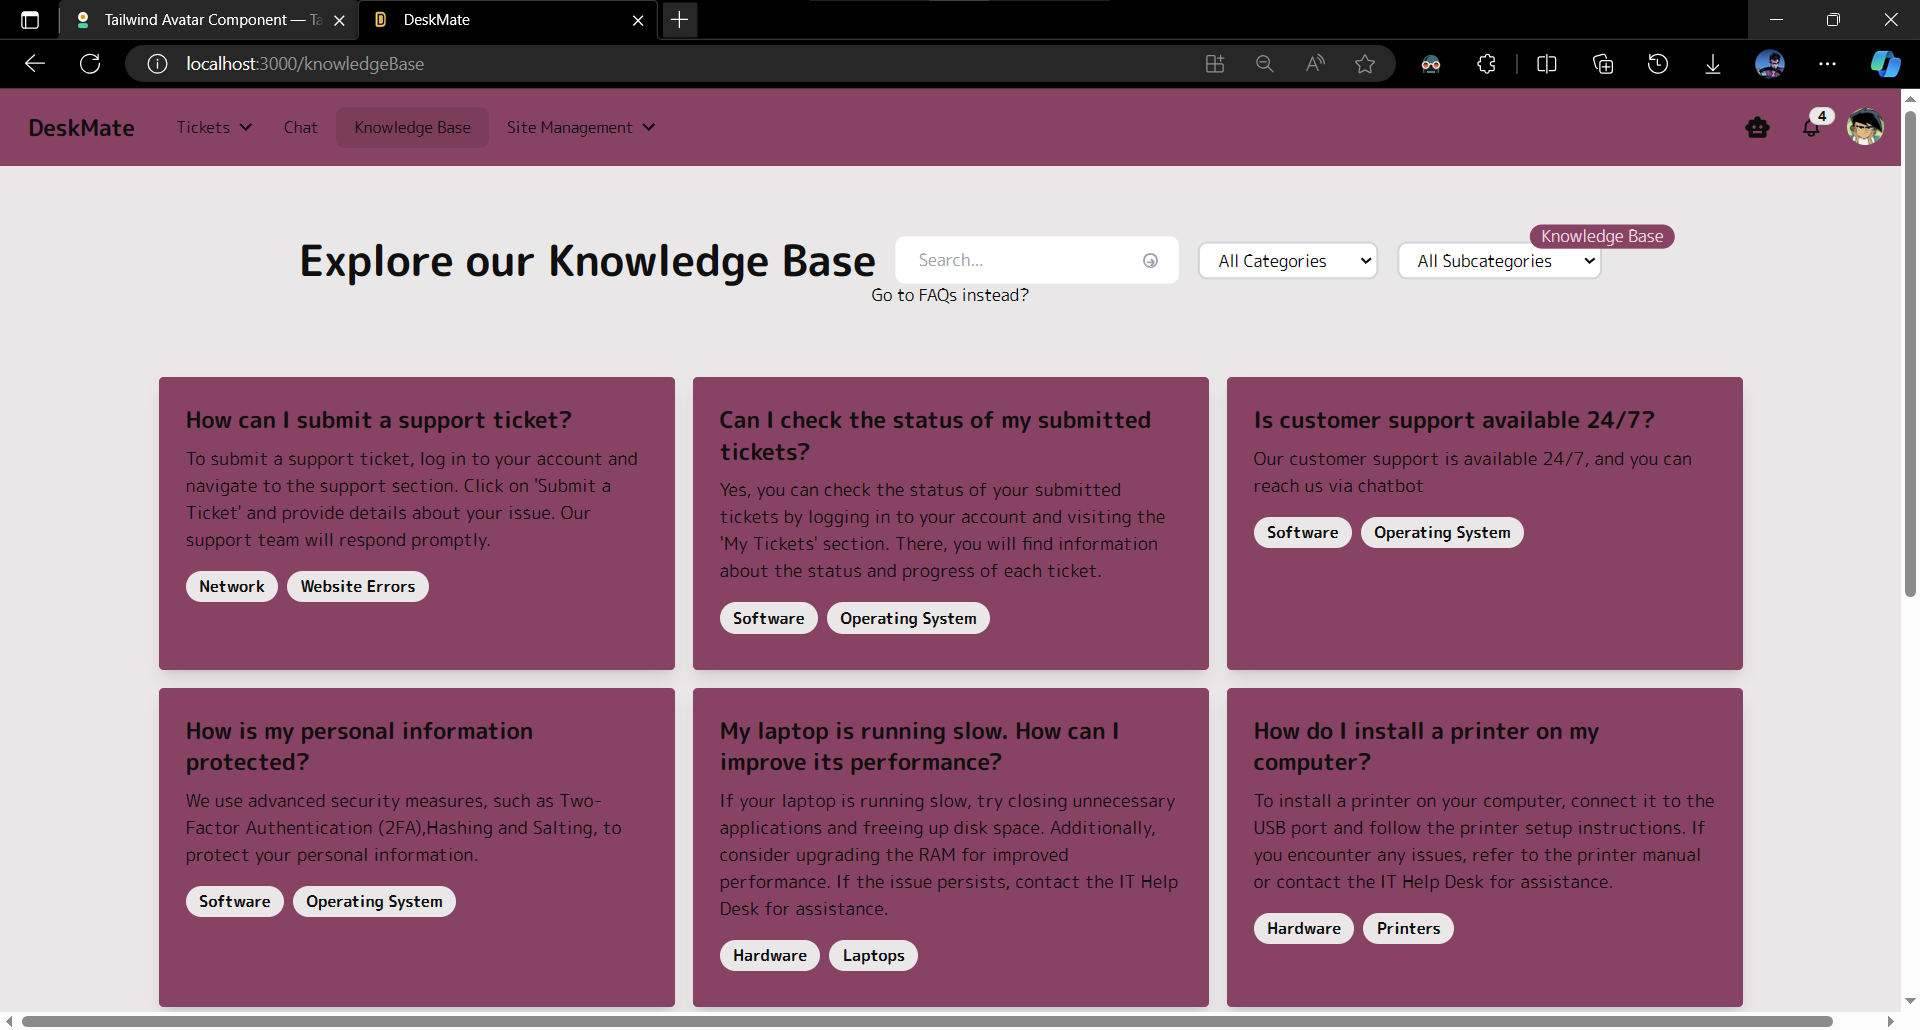 Tailwind Avatar Component — Ta
DeskMate
localhost:3000/knowledgeBase
DeskMate
Tickets
Chat
Knowledge Base
Site Management
4
Knowledge Base
Explore our Knowledge Base
Search...
All Categories
All Subcategories
Go to FAQs instead?
How can I submit a support ticket?
To submit a support ticket, log in to your account and
navigate to the support section. Click on 'Submit a
Ticket' and provide details about your issue. Our
support team will respond promptly.
Network
Website Errors
Can I check the status of my submitted
tickets?
Yes, you can check the status of your submitted
tickets by logging in to your account and visiting the
'My Tickets' section. There, you will find information
about the status and progress of each ticket.
Software
Operating System
Is customer support available 24/7?
Our customer support is available 24/7, and you can
reach us via chatbot
Software
Operating System
How is my personal information
protected?
We use advanced security measures, such as Two-
Factor Authentication (2FA),Hashing and Salting, to
protect your personal information.
Software
Operating System
My laptop is running slow. How can I
improve its performance?
If your laptop is running slow, try closing unnecessary
applications and freeing up disk space. Additionally,
consider upgrading the RAM for improved
performance. If the issue persists, contact the IT Help
Desk for assistance.
Hardware
Laptops
How do I install a printer on my
computer?
To install a printer on your computer, connect it to the
USB port and follow the printer setup instructions. If
you encounter any issues, refer to the printer manual
or contact the IT Help Desk for assistance.
Hardware
Printers